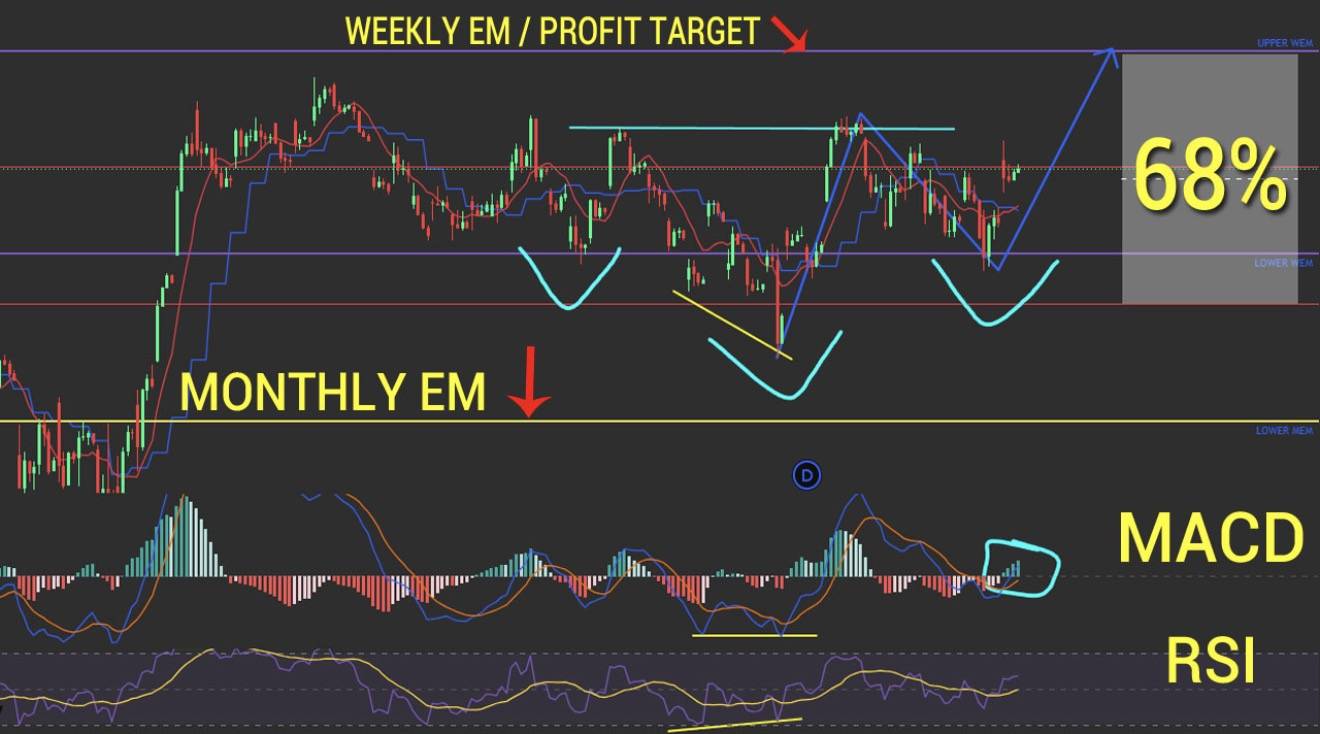 WEEKLY EM / PROFIT TARGET
UPPER WEM
68%
LOWER WEM
MONTHLY EM
LOWER MEM
D
MACD
RSI